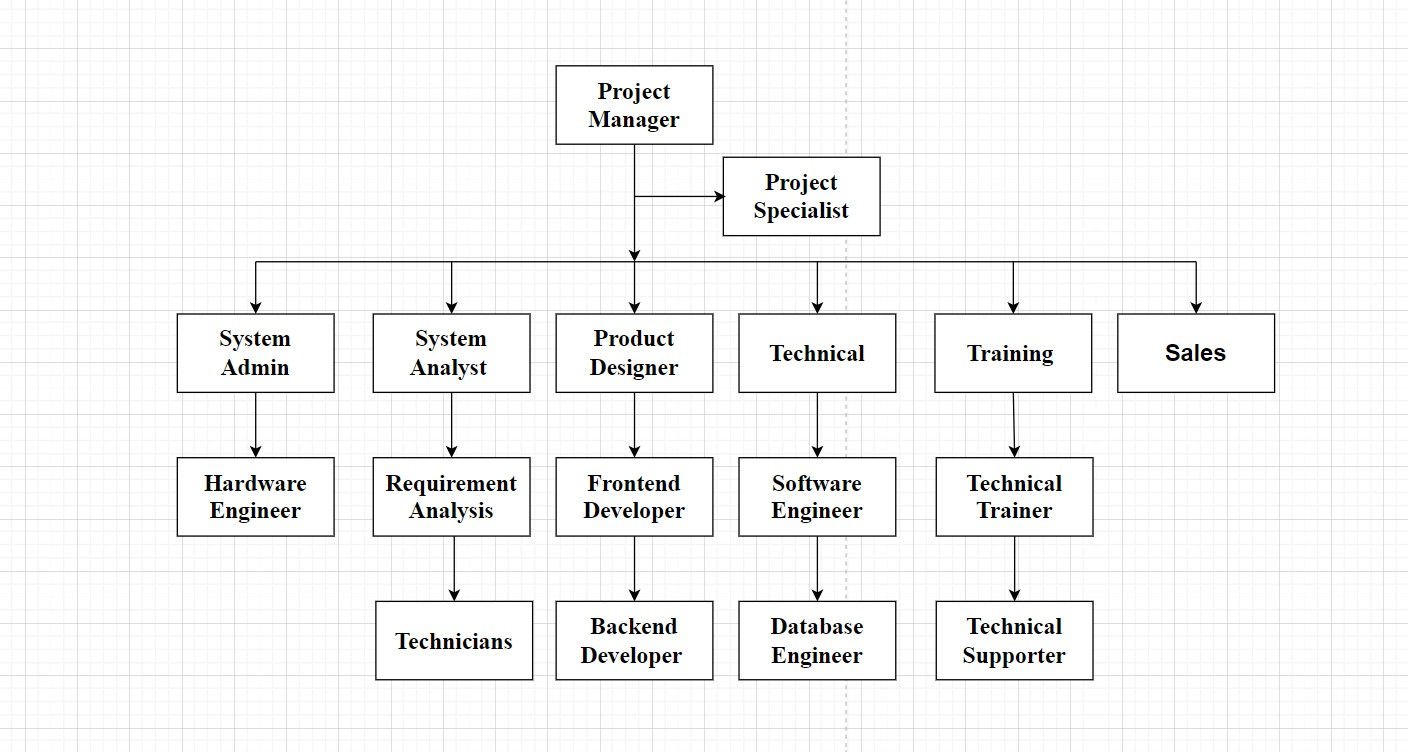 Project
Manager
Project
Specialist
System
Admin
System
Analyst
Product
Designer
Technical
Training
Sales
Hardware
Engineer
Requirement
Analysis
Frontend
Developer
Software
Engineer
Technical
Trainer
Technicians
Backend
Developer
Database
Engineer
Technical
Supporter